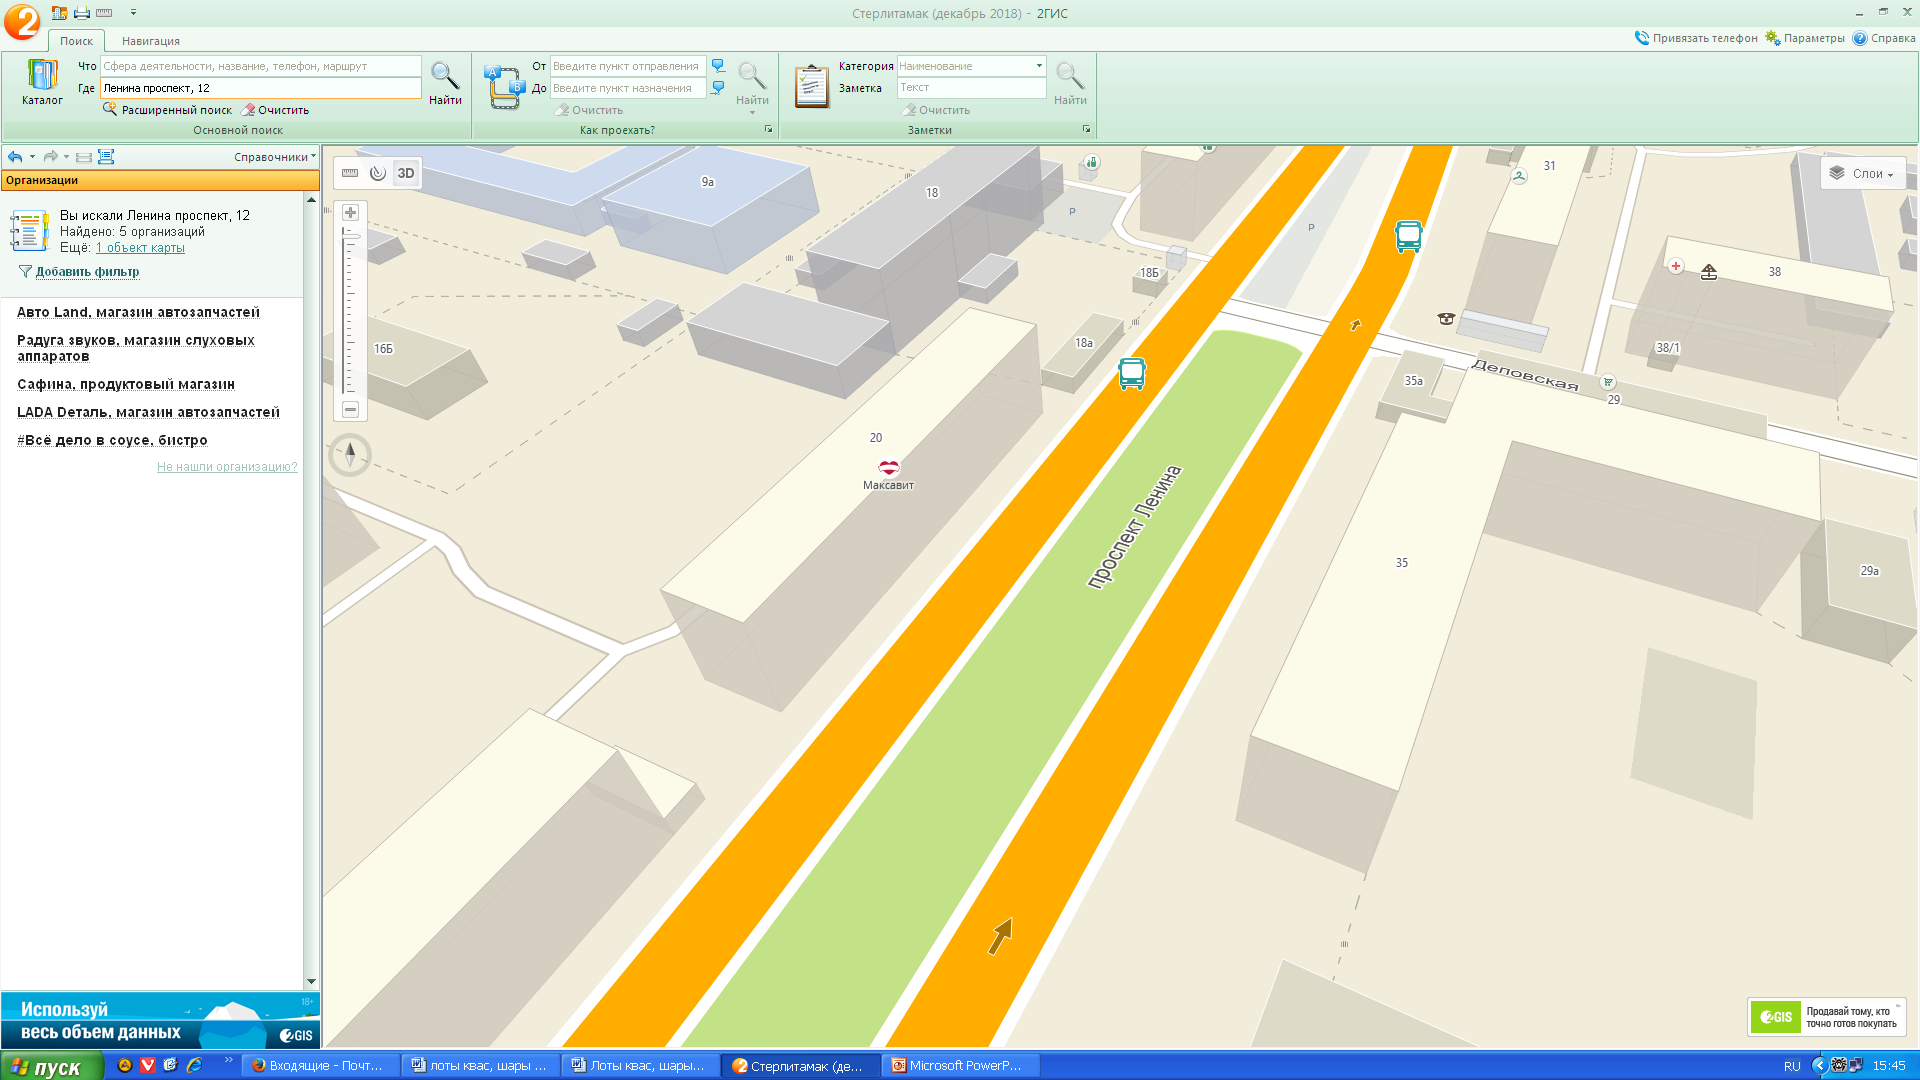 Стерлитамак (декабрь 2018) - 2ГИС
Поиск
Навигация
Привязать телефон
Параметры
Справка
Каталог
Что
Сфера деятельности, название, телефон, маршрут
Где
Ленина проспект, 12
Расширенный поиск
Очистить
Найти
Основной поиск
От
Введите пункт отправления
До
Введите пункт назначения
Очистить
Найти
Как проехать?
Категория
Наименование
Заметка
Текст
Очистить
Найти
Заметки
Справочники
Организации
Вы искали Ленина проспект, 12
Найдено: 5 организаций
Ещё: 1 объект карты
Добавить фильтр
Авто Land, магазин автозапчастей
Радуга звуков, магазин слуховых
аппаратов
Сафина, продуктовый магазин
LADA Dеталь, магазин автозапчастей
#Всё дело в соусе, бистро
Не нашли организацию?
Используй
весь объем данных
18+
2GIS
3D
Слои
9а
18
P
P
31
18Б
38
16Б
18а
38/1
35а
Деповская
29
20
Максавит
проспект Ленина
35
29а
2GIS
Продавай тому, кто
точно готов покупать
пуск
Входящие - Почт...
лоты квас, шары ...
Лоты квас, шары...
Стерлитамак (де...
Microsoft PowerP...
RU
15:45